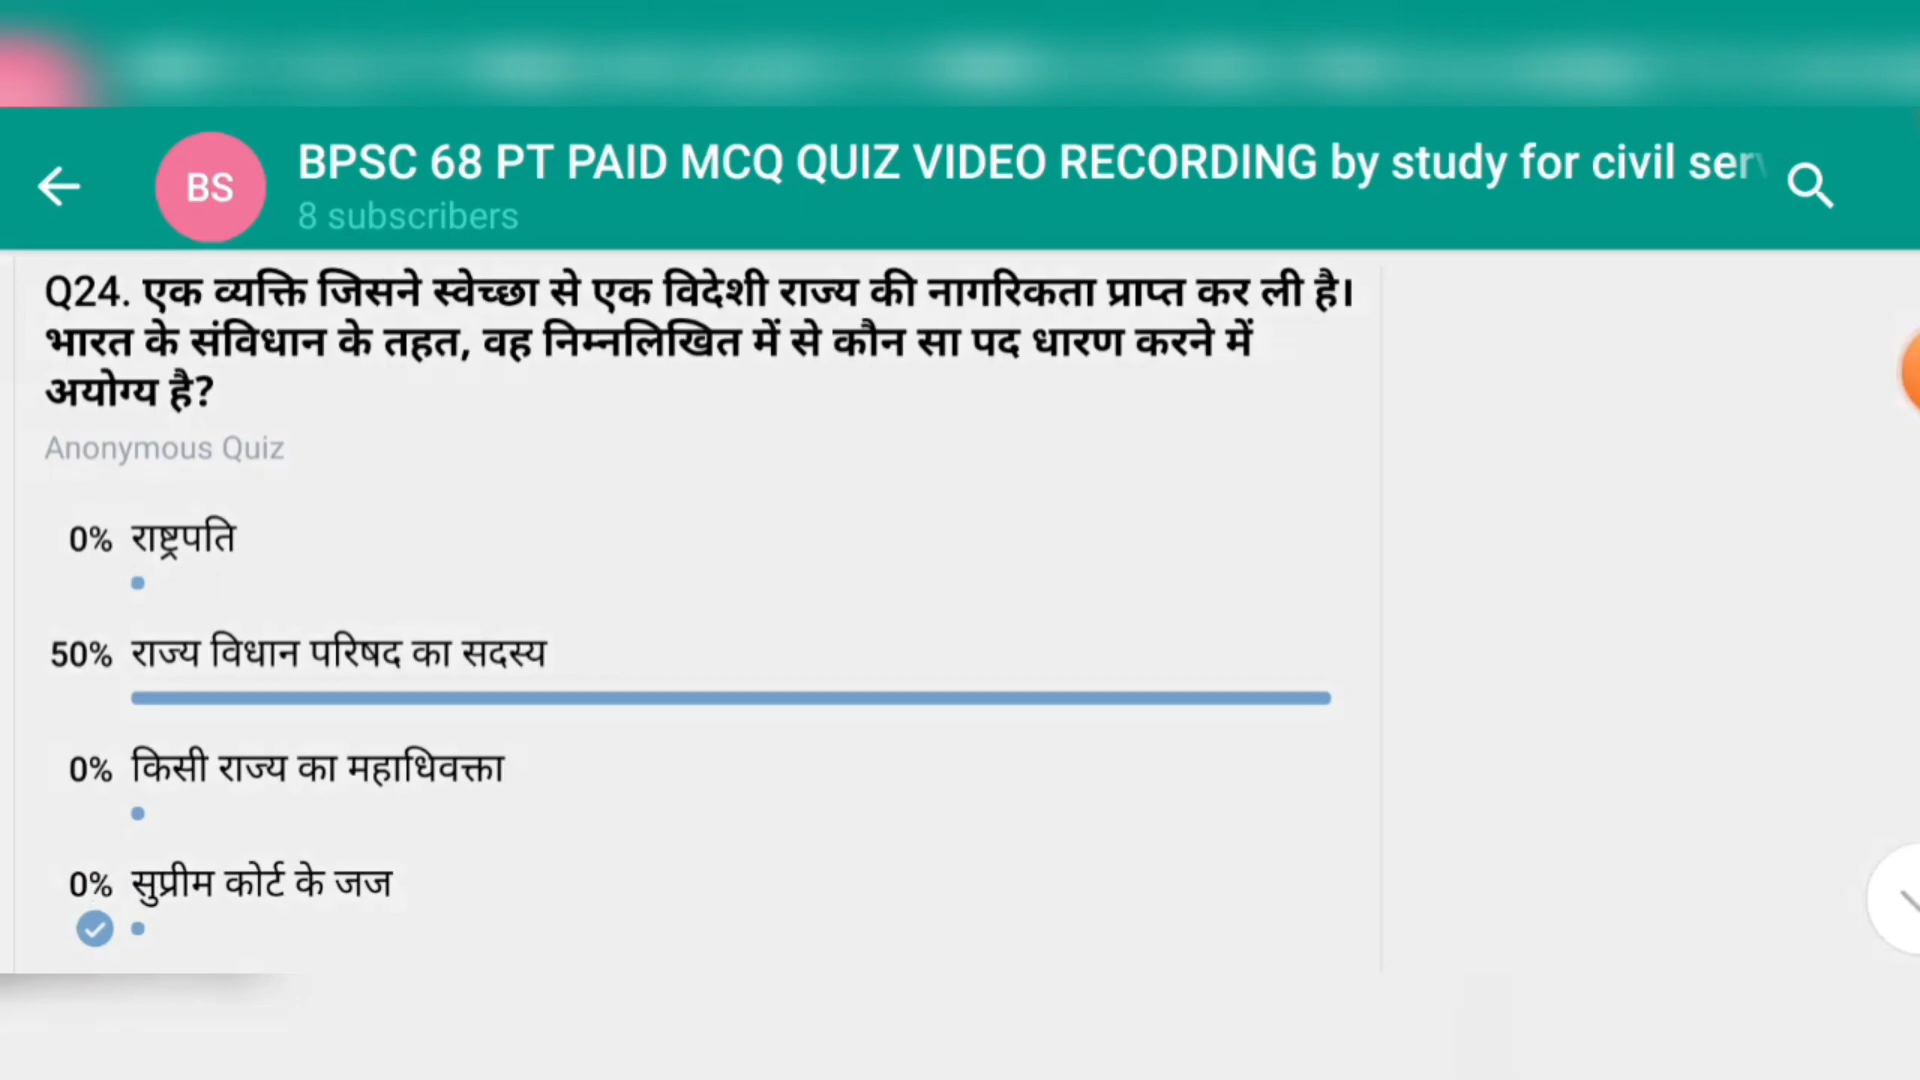 BPSC 68 PT PAID MCQ QUIZ VIDEO RECORDING by study for civil ser
8 subscribers
BS
Q24. एक व्यक्ति जिसने स्वेच्छा से एक विदेशी राज्य की नागरिकता प्राप्त कर ली है।
भारत के संविधान के तहत, वह निम्नलिखित में से कौन सा पद धारण करने में
अयोग्य है?
Anonymous Quiz
0% राष्ट्रपति
50% राज्य विधान परिषद का सदस्य
0% किसी राज्य का महाधिवक्ता
0% सुप्रीम कोर्ट के जज